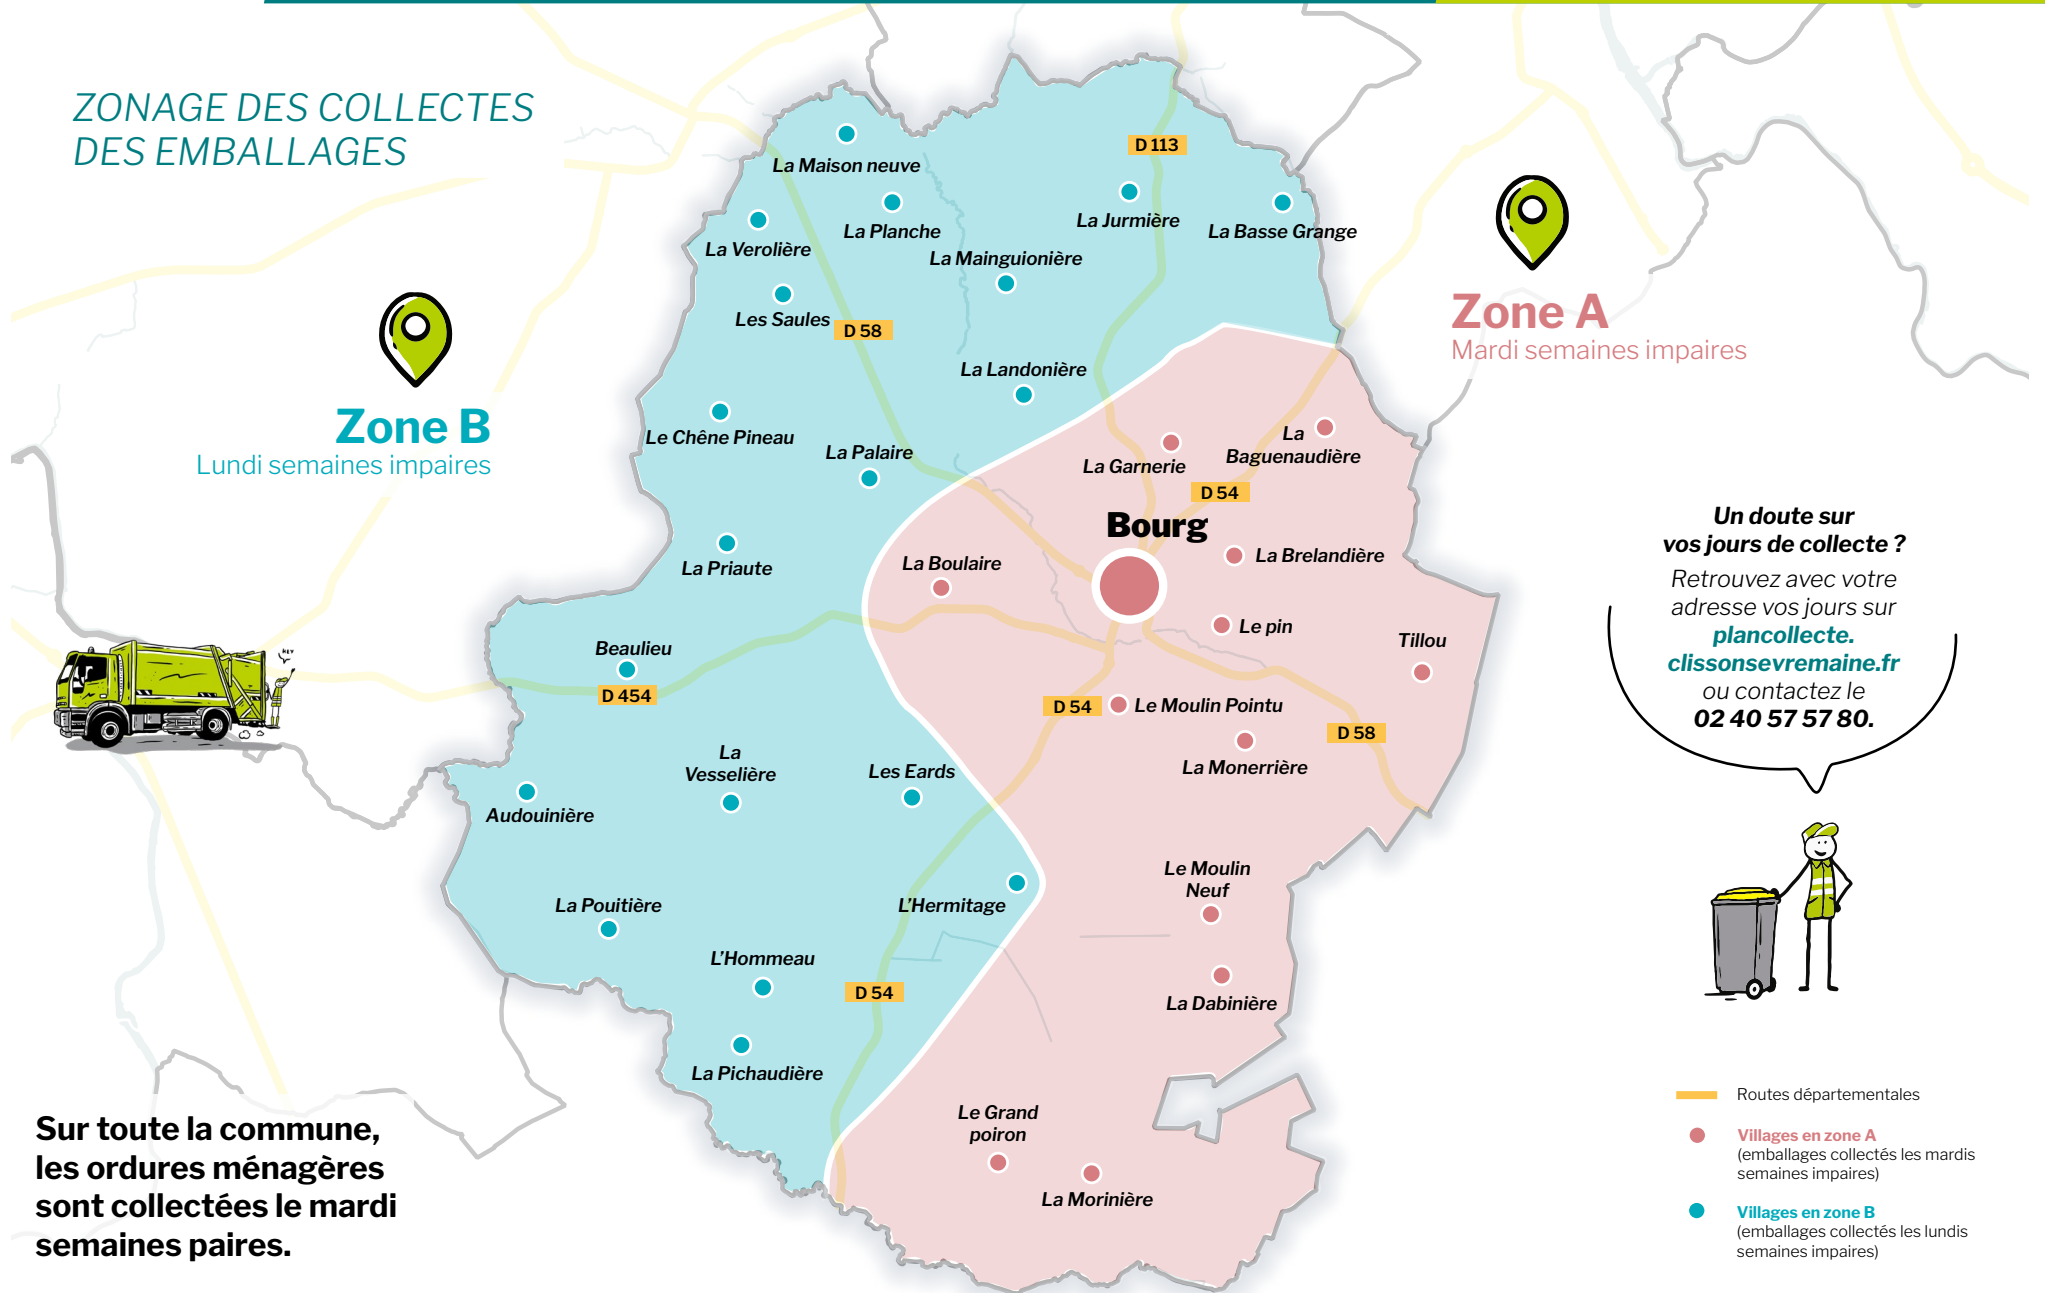 ZONAGE DES COLLECTES
DES EMBALLAGES
Zone B
Lundi semaines impaires
Zone A
Mardi semaines impaires
La Maison neuve
La Planche
La Verolière
La Mainguionière
Les Saules
D 58
D 113
La Jurmière
La Basse Grange
La Landonière
Le Chêne Pineau
La Palaire
La Priaute
La Garnerie
La
Baguenaudière
D 54
Bourg
La Boulaire
La Brelandière
Le pin
Tillou
Beaulieu
D 454
D 54
Le Moulin Pointu
D 58
La Monerrière
La
Vesselière
Les Eards
Audouinière
La Pouitière
L'Hermitage
Le Moulin
Neuf
L'Hommeau
D 54
La Dabinière
La Pichaudière
Le Grand
poiron
La Morinière
HEY
Un doute sur
vos jours de collecte ?
Retrouvez avec votre
adresse vos jours sur
plancollecte.
clissonsevremaine.fr
ou contactez le
02 40 57 57 80.
Sur toute la commune,
les ordures ménagères
sont collectées le mardi
semaines paires.
Routes départementales
Villages en zone A
(emballages collectés les mardis
semaines impaires)
Villages en zone B
(emballages collectés les lundis
semaines impaires)